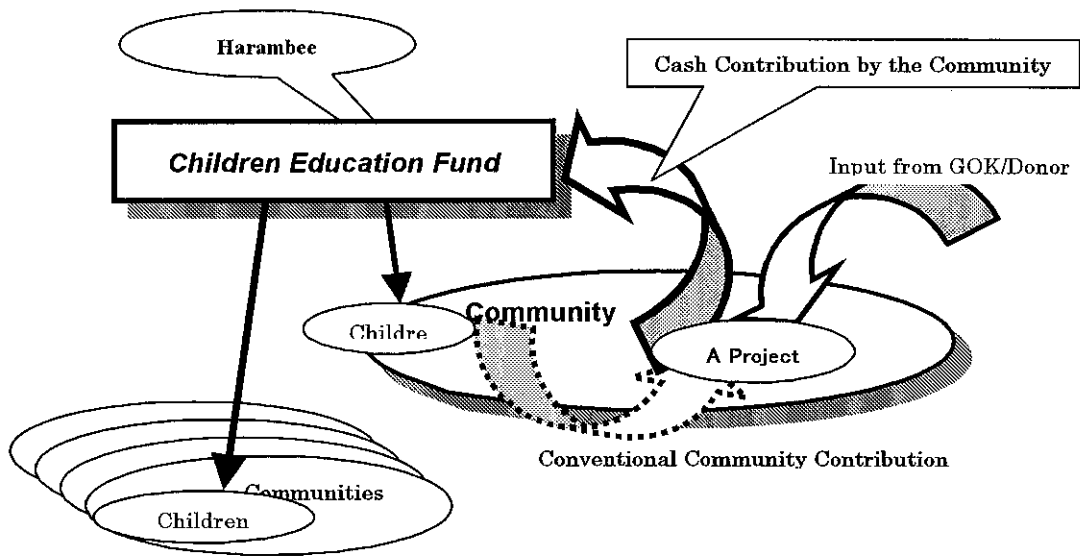 Harambee
Cash Contribution by the Community
Children Education Fund
Input from GOK/Donor
Community
Childre
A Project
Conventional Community Contribution
Communities
Children